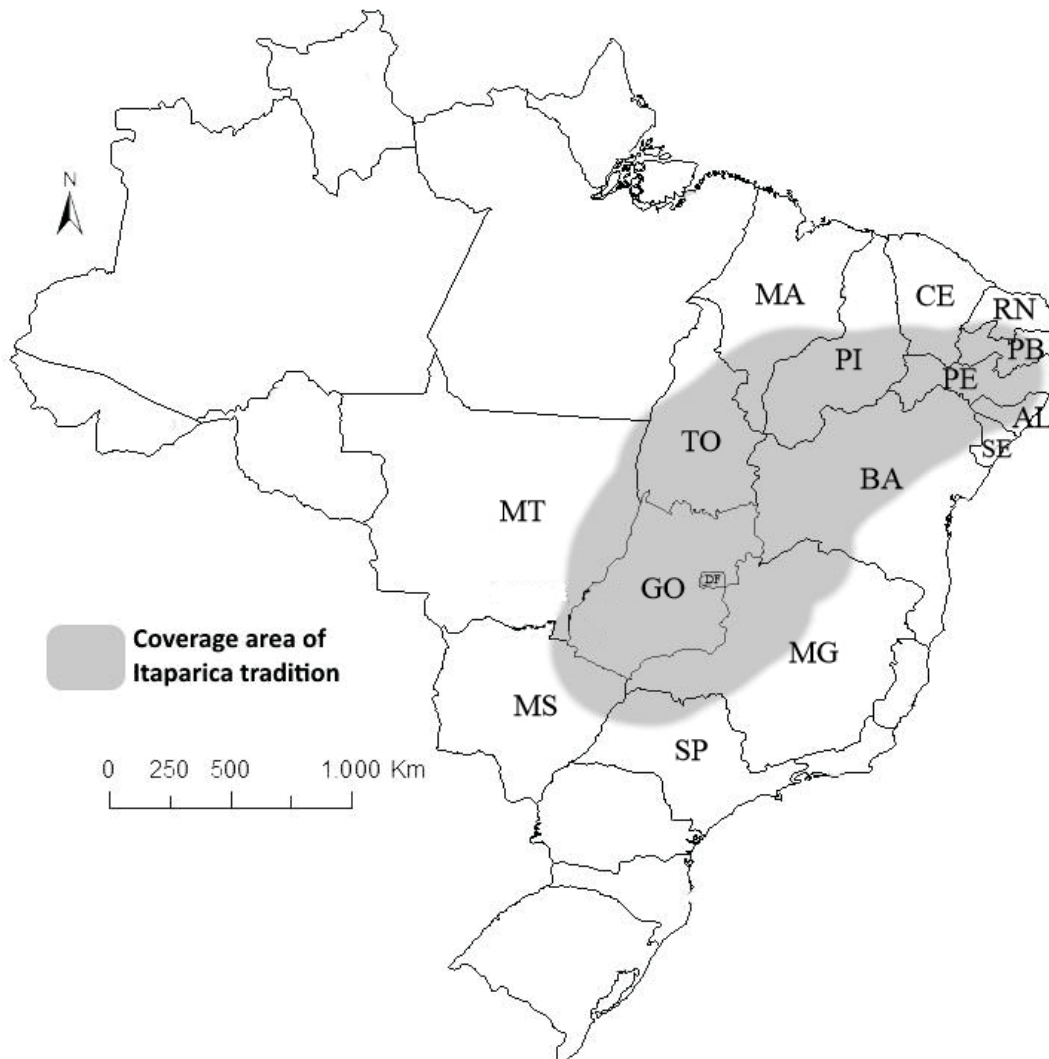 N
MA
CE
RN
PI
PB
PE
TO
AL
SE
BA
MT
GO
DF
MG
MS
SP
Coverage area of
Itaparica tradition
0 250 500 1.000 Km